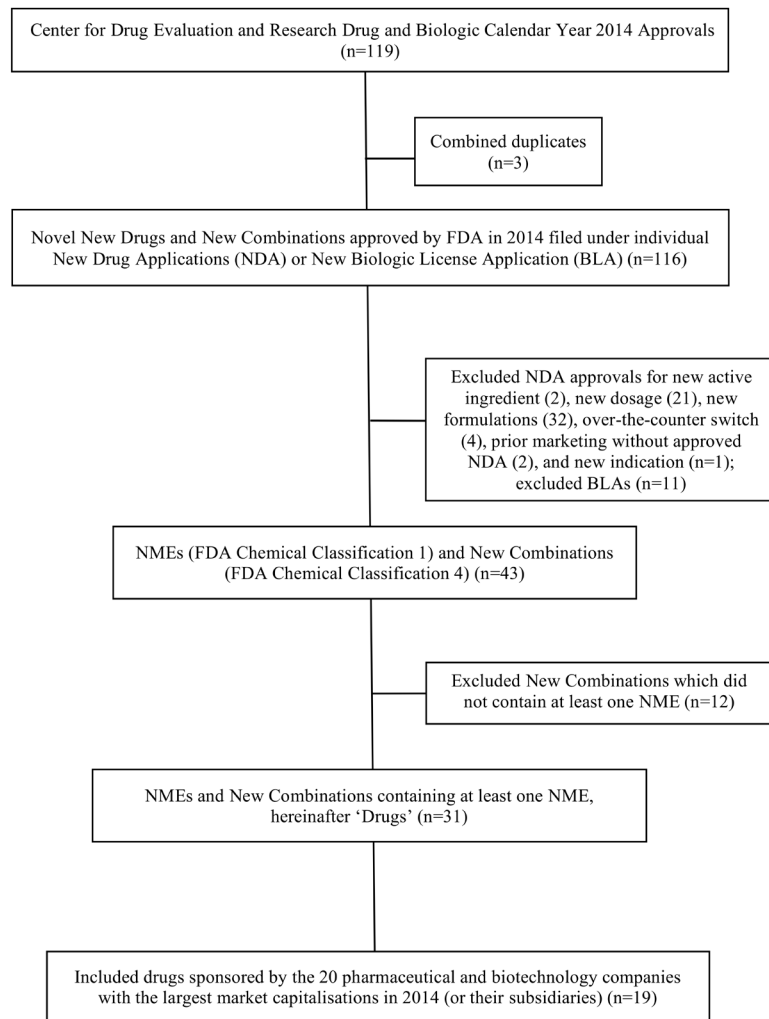 Center for Drug Evaluation and Research Drug and Biologic Calendar Year 2014 Approvals
(n=119)
Combined duplicates
(n=3)
Novel New Drugs and New Combinations approved by FDA in 2014 filed under individual
New Drug Applications (NDA) or New Biologic License Application (BLA) (n=116)
Excluded NDA approvals for new active
ingredient (2), new dosage (21), new
formulations (32), over-the-counter switch
(4), prior marketing without approved
NDA (2), and new indication (n=1);
excluded BLAs (n=11)
NMEs (FDA Chemical Classification 1) and New Combinations
(FDA Chemical Classification 4) (n=43)
Excluded New Combinations which did
not contain at least one NME (n=12)
NMEs and New Combinations containing at least one NME,
hereinafter ‘Drugs’ (n=31)
Included drugs sponsored by the 20 pharmaceutical and biotechnology companies
with the largest market capitalisations in 2014 (or their subsidiaries) (n=19)